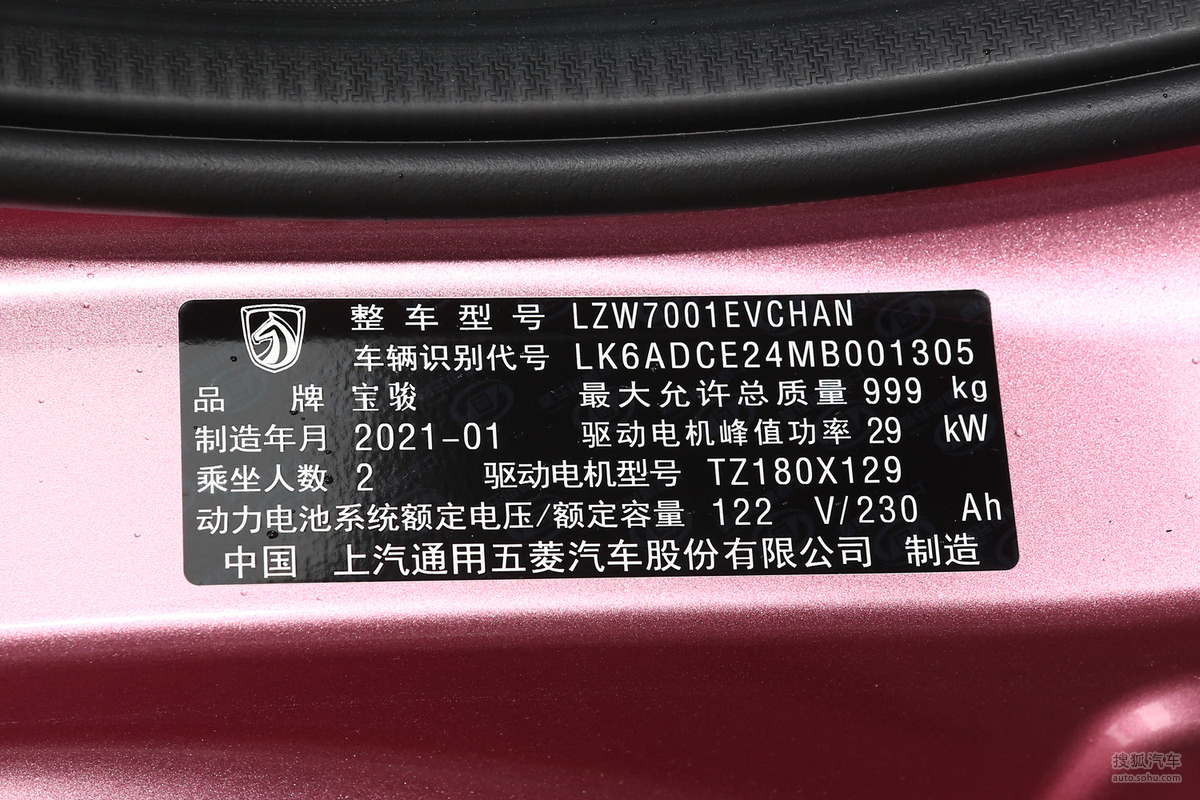 整车型号 LZW7001EVCHAN
车辆识别代号 LK6ADCE24MB001305
品牌 宝骏 最大允许总质量 999 kg
制造年月 2021-01 驱动电机峰值功率 29 kW
乘坐人数 2 驱动电机型号 TZ180X129
动力电池系统额定电压/额定容量 122 V/230 Ah
中国 上汽通用五菱汽车股份有限公司 制造
搜狐汽车
auto.sohu.com